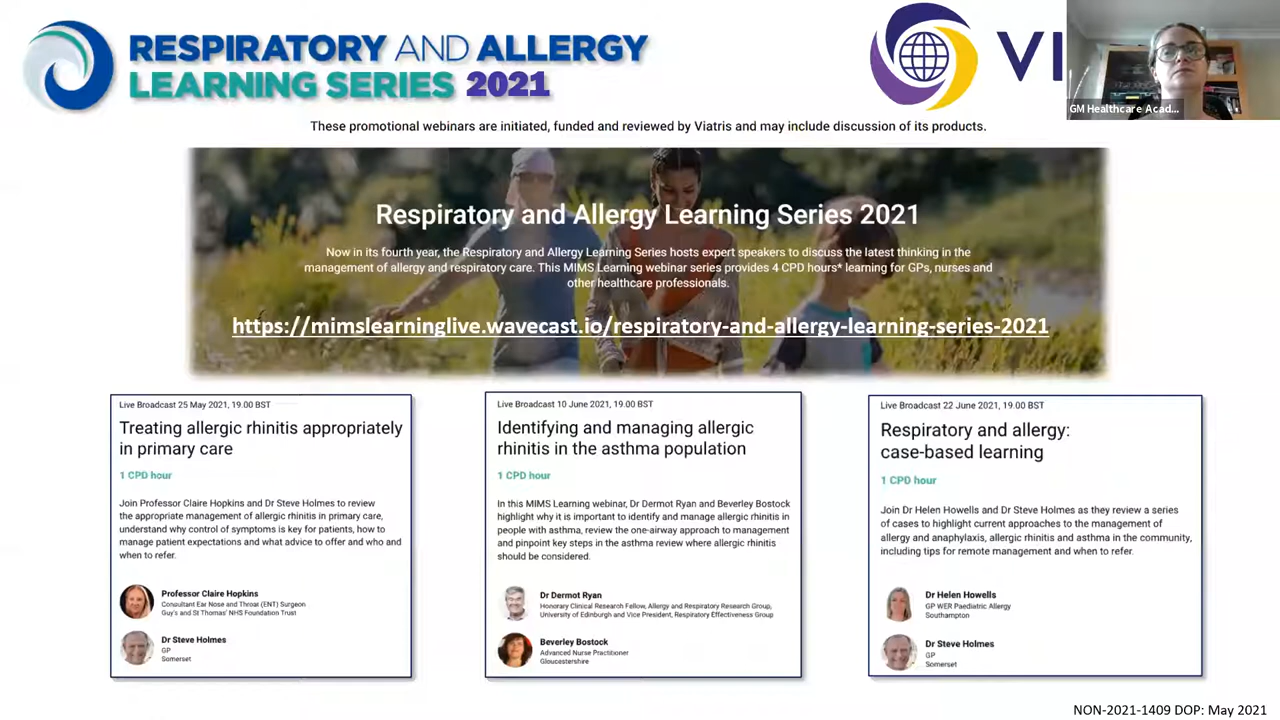 RESPIRATORY AND ALLERGY
LEARNING SERIES 2021
VI
GM Healthcare Acad...
These promotional webinars are initiated, funded and reviewed by Viatris and may include discussion of its products.
Respiratory and Allergy Learning Series 2021
Now in its fourth year, the Respiratory and Allergy Learning Series hosts expert speakers to discuss the latest thinking in the
management of allergy and respiratory care. This MIMS Learning webinar series provides 4 CPD hours* learning for GPs, nurses and
other healthcare professionals.
https://mimslearninglive.wavecast.io/respiratory-and-allergy-learning-series-2021
Live Broadcast 25 May 2021, 19.00 BST
Treating allergic rhinitis appropriately
in primary care
1 CPD hour
Join Professor Claire Hopkins and Dr Steve Holmes to review
the appropriate management of allergic rhinitis in primary care,
understand why control of symptoms is key for patients, how to
manage patient expectations and what advice to offer and who and
when to refer.
Professor Claire Hopkins
Consultant Ear Nose and Throat (ENT) Surgeon
Guy's and St Thomas' NHS Foundation Trust
Dr Steve Holmes
GP
Somerset
Live Broadcast 10 June 2021, 19.00 BST
Identifying and managing allergic
rhinitis in the asthma population
1 CPD hour
In this MIMS Learning webinar, Dr Dermot Ryan and Beverley Bostock
highlight why it is important to identify and manage allergic rhinitis in
people with asthma, review the one-airway approach to management
and pinpoint key steps in the asthma review where allergic rhinitis
should be considered.
Dr Dermot Ryan
Honorary Clinical Research Fellow, Allergy and Respiratory Research Group,
University of Edinburgh and Vice President, Respiratory Effectiveness Group
Beverley Bostock
Advanced Nurse Practitioner
Gloucestershire
Live Broadcast 22 June 2021, 19.00 BST
Respiratory and allergy:
case-based learning
1 CPD hour
Join Dr Helen Howells and Dr Steve Holmes as they review a series
of cases to highlight current approaches to the management of
allergy and anaphylaxis, allergic rhinitis and asthma in the community,
including tips for remote management and when to refer.
Dr Helen Howells
GP WER Paediatric Allergy
Southampton
Dr Steve Holmes
GP
Somerset
NON-2021-1409 DOP: May 2021